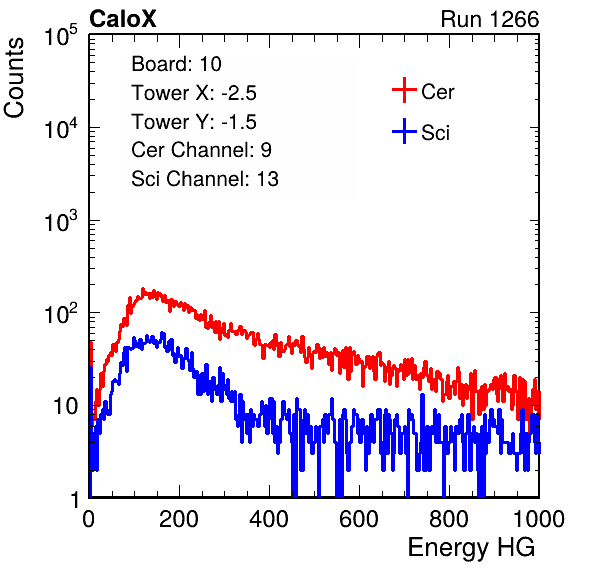 CaloX Run 1266
Counts
10^5
Board: 10
Tower X: -2.5
Tower Y: -1.5
Cer Channel: 9
Sci Channel: 13
Cer
Sci
10^4
10^3
10^2
10
1
0 200 400 600 800 1000
Energy HG